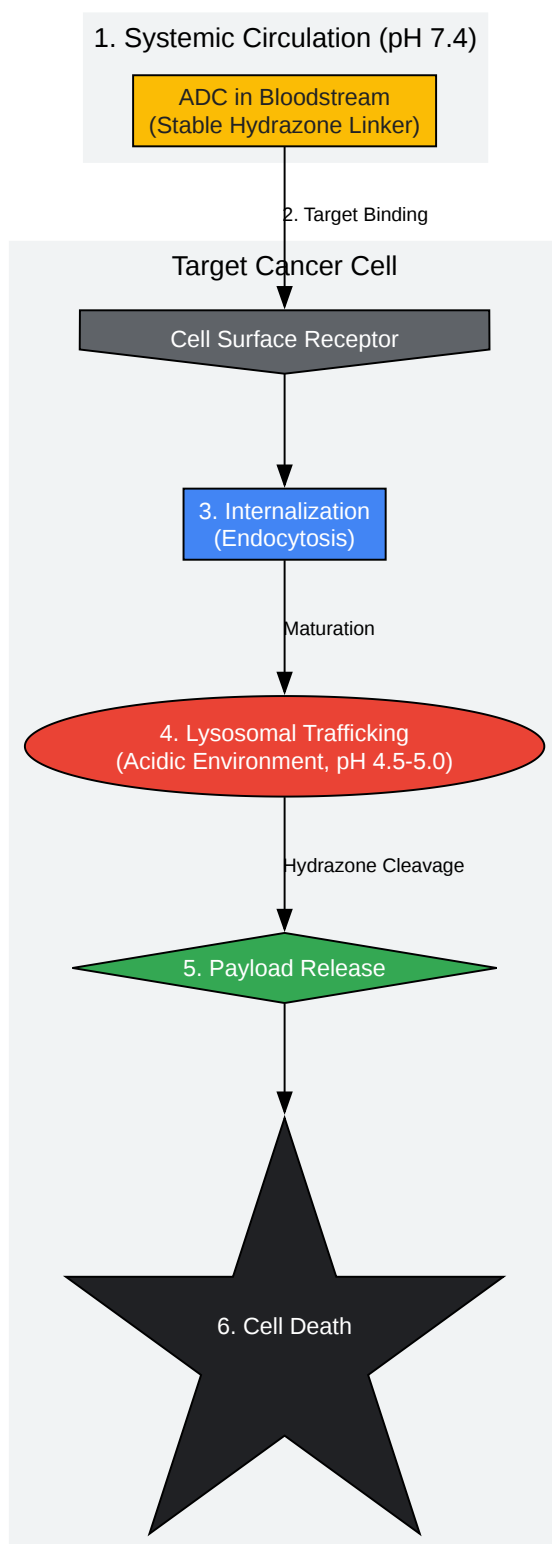 1. Systemic Circulation (pH 7.4)
ADC in Bloodstream
(Stable Hydrazone Linker)
2. Target Binding
Target Cancer Cell
Cell Surface Receptor
3. Internalization
(Endocytosis)
Maturation
4. Lysosomal Trafficking
(Acidic Environment, pH 4.5-5.0)
Hydrazone Cleavage
5. Payload Release
6. Cell Death